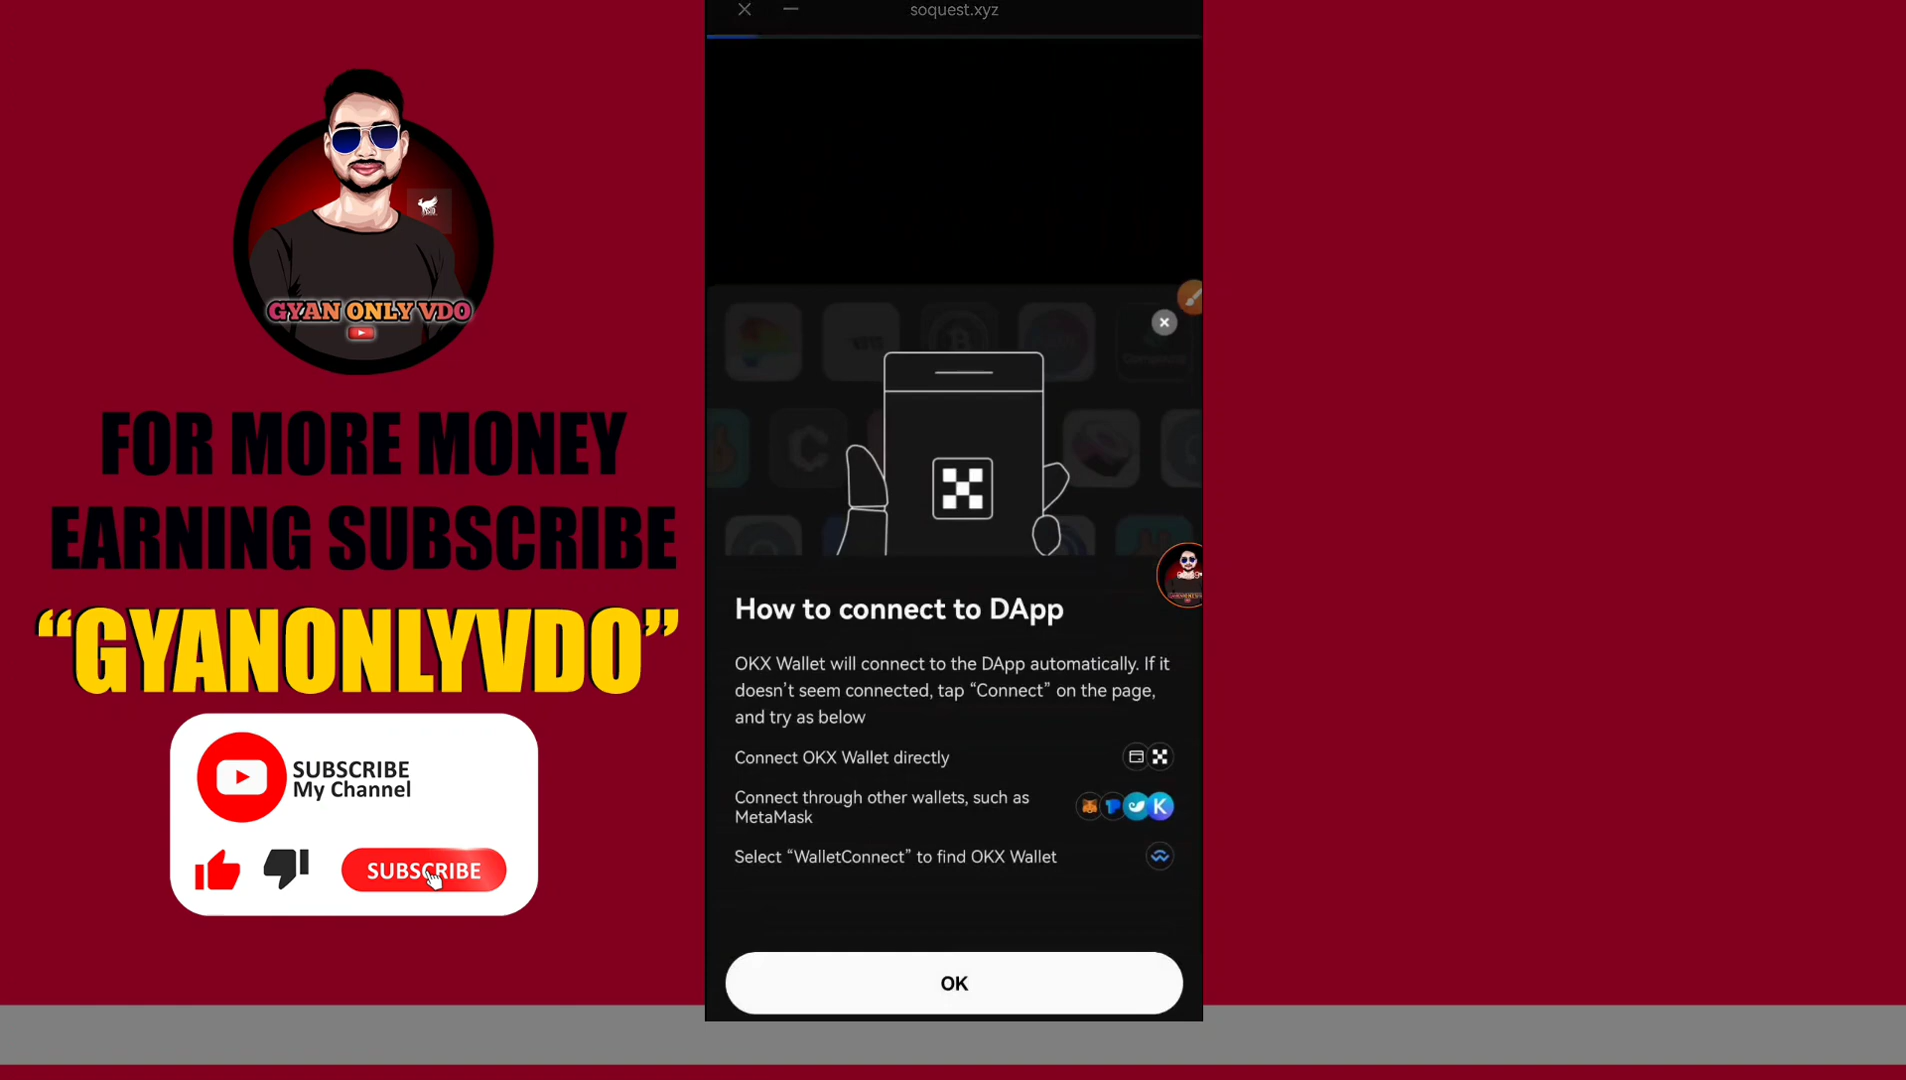 soquest.xyz
GYAN ONLY VDO
FOR MORE MONEY
EARNING SUBSCRIBE
“GYANONLYVDO”
SUBSCRIBE
My Channel
SUBSCRIBE
How to connect to DApp
OKX Wallet will connect to the DApp automatically. If it
doesn’t seem connected, tap “Connect” on the page,
and try as below
Connect OKX Wallet directly
Connect through other wallets, such as
MetaMask
Select “WalletConnect” to find OKX Wallet
OK